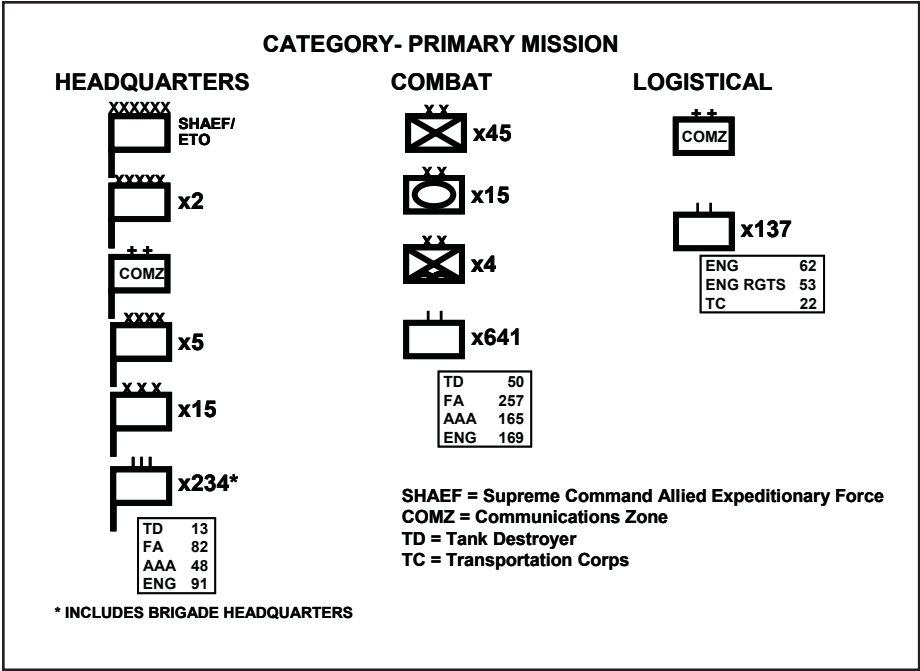 CATEGORY- PRIMARY MISSION
HEADQUARTERS
XXXXXX
SHAEF/
ETO
XXXXX
x2
++
COMZ
XXXX
x5
XXX
x15
III
x234*
TD 13
FA 82
AAA 48
ENG 91
* INCLUDES BRIGADE HEADQUARTERS
COMBAT
XX
x45
XX
x15
XX
x4
II
x641
TD 50
FA 257
AAA 165
ENG 169
LOGISTICAL
++
COMZ
II
x137
ENG 62
ENG RGTS 53
TC 22
SHAEF = Supreme Command Allied Expeditionary Force
COMZ = Communications Zone
TD = Tank Destroyer
TC = Transportation Corps